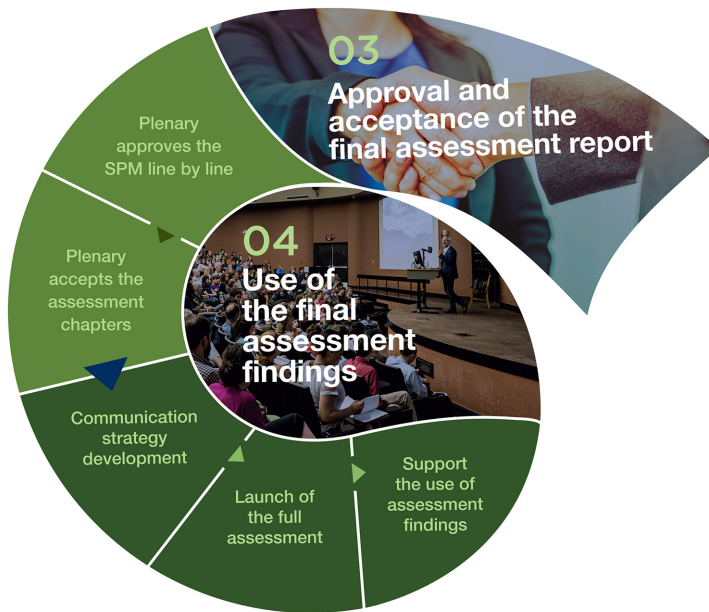 03
Approval and
acceptance of the
final assessment report
Plenary
approves the
SPM line by line
Plenary
accepts the
assessment
chapters
04
Use of
the final
assessment
findings
Communication
strategy
development
Launch of
the full
assessment
Support
the use of
assessment
findings